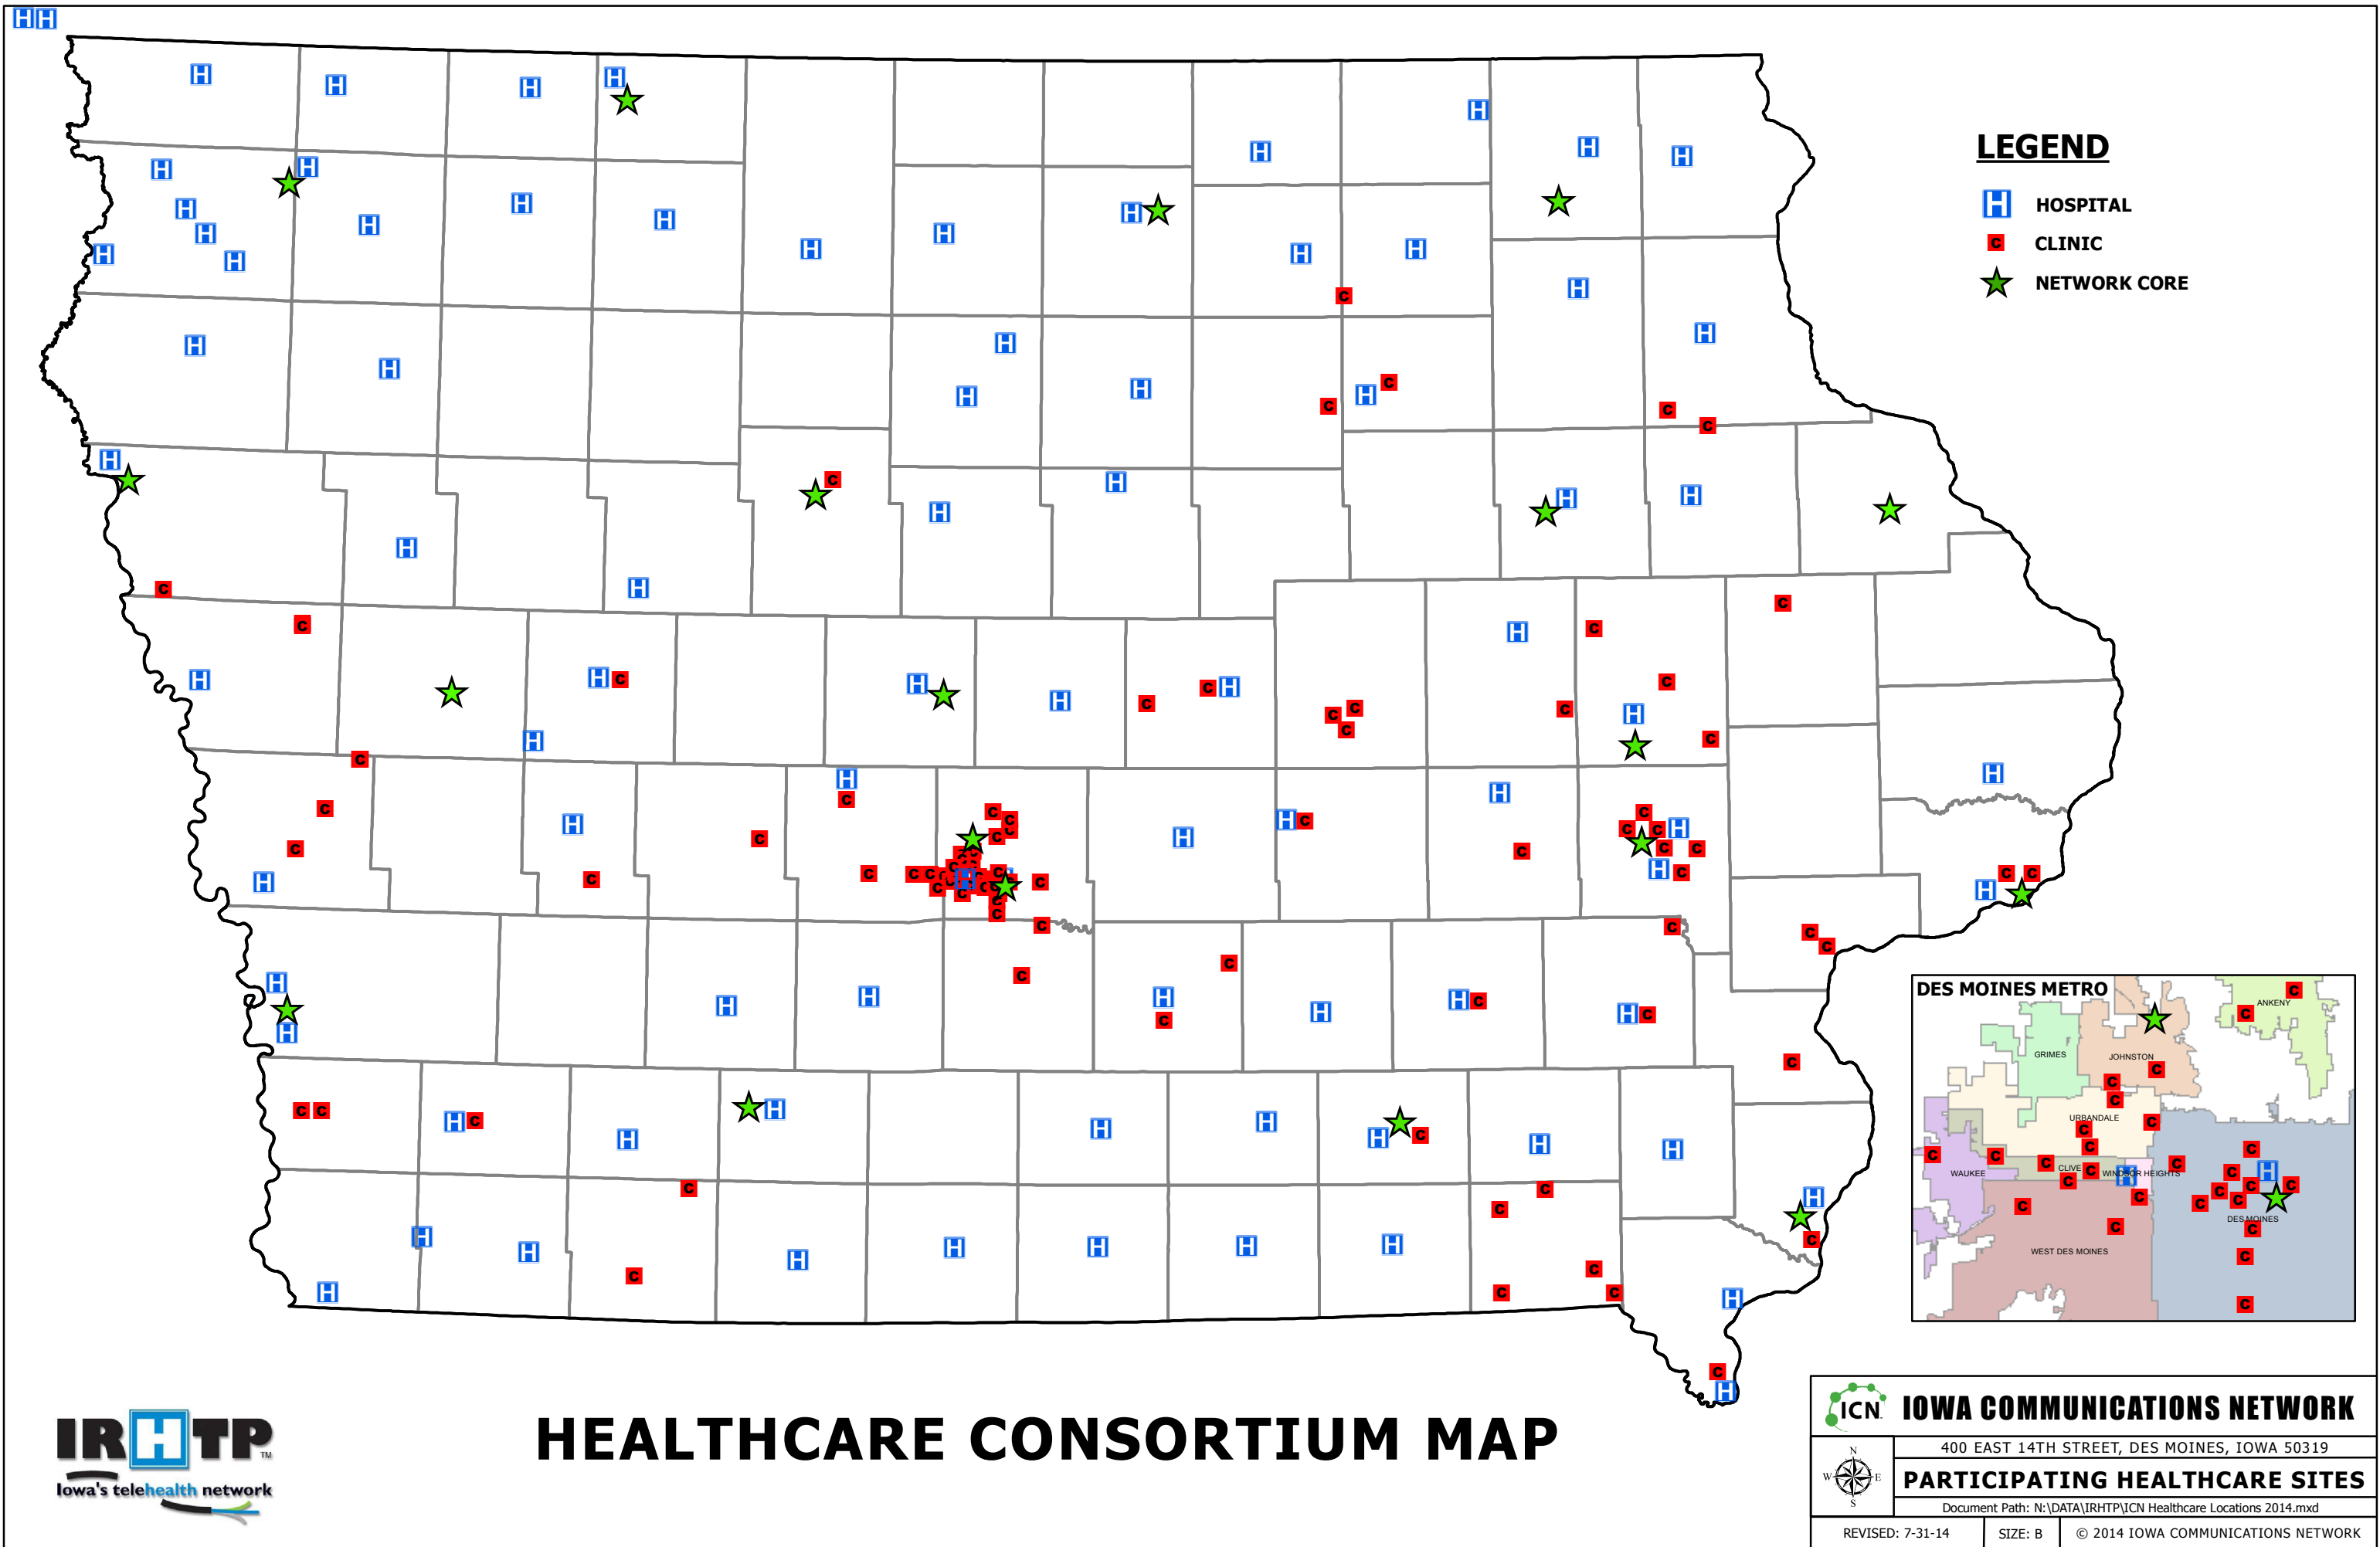 LEGEND
HOSPITAL
CLINIC
NETWORK CORE
DES MOINES METRO
ANKENY
GRIMES
JOHNSTON
URBANDALE
WAUKEE
CLIVE
WINDSOR HEIGHTS
DES MOINES
WEST DES MOINES
IRHTP™
Iowa's telehealth network
HEALTHCARE CONSORTIUM MAP
ICN
IOWA COMMUNICATIONS NETWORK
400 EAST 14TH STREET, DES MOINES, IOWA 50319
N
W E
S
PARTICIPATING HEALTHCARE SITES
Document Path: N:\DATA\IRHTP\ICN Healthcare Locations 2014.mxd
REVISED: 7-31-14
SIZE: B
© 2014 IOWA COMMUNICATIONS NETWORK